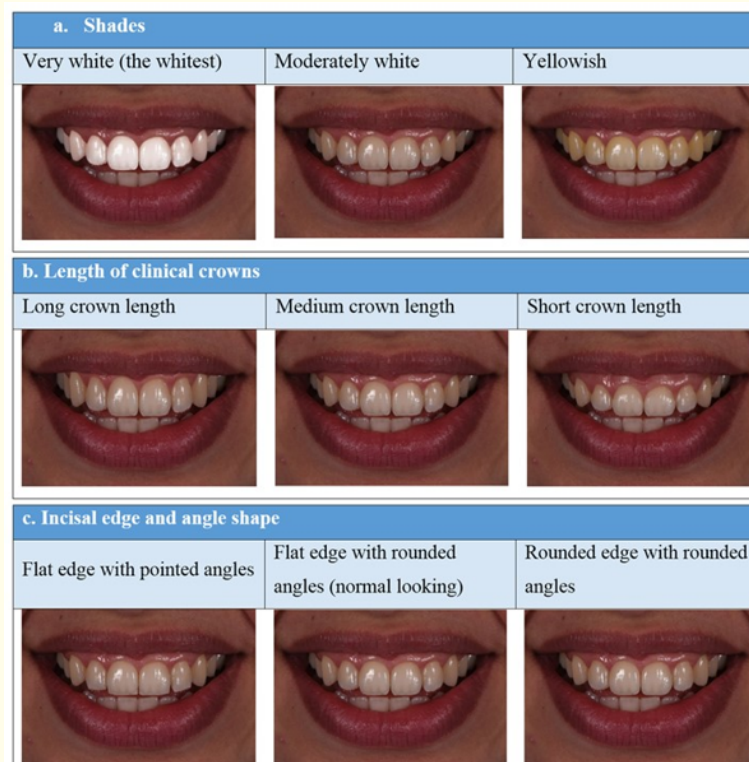 a. Shades
Very white (the whitest)
Moderately white
Yellowish
b. Length of clinical crowns
Long crown length
Medium crown length
Short crown length
c. Incisal edge and angle shape
Flat edge with pointed angles
Flat edge with rounded
angles (normal looking)
Rounded edge with rounded
angles